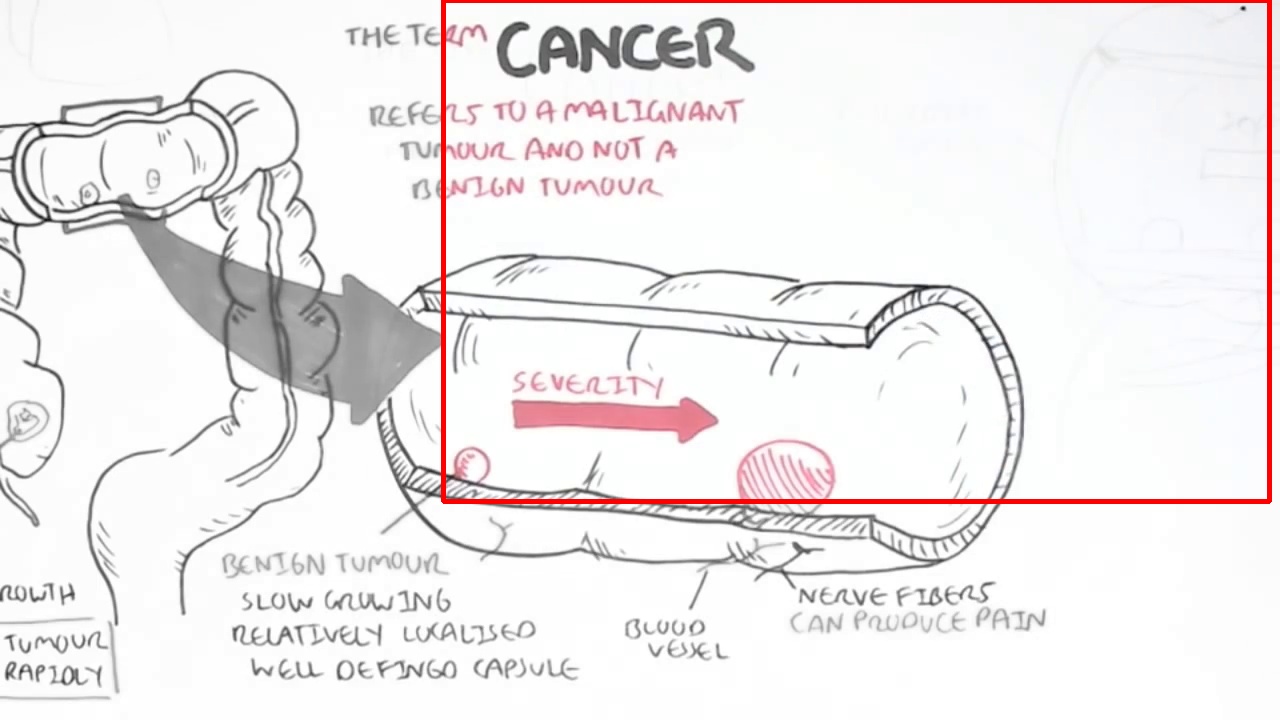 THE TERM CANCER
REFERS TO A MALIGNANT
TUMOUR AND NOT A
BENIGN TUMOUR
SEVERITY
BENIGN TUMOUR
SLOW GROWING
RELATIVELY LOCALISED
WELL DEFINED CAPSULE
BLOOD
VESSEL
NERVE FIBERS
CAN PRODUCE PAIN
ROWTH
TUMOUR
RAPIDLY